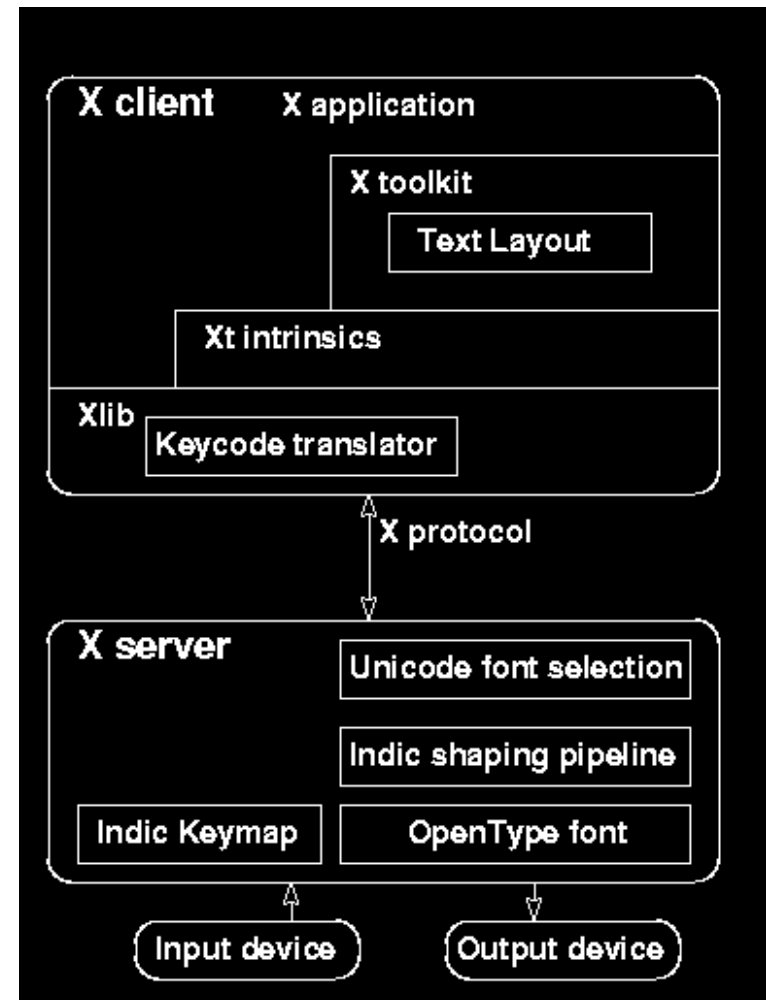 X client
X application
X toolkit
Text Layout
Xt intrinsics
Xlib
Keycode translator
X protocol
X server
Unicode font selection
Indic shaping pipeline
Indic Keymap
OpenType font
Input device
Output device